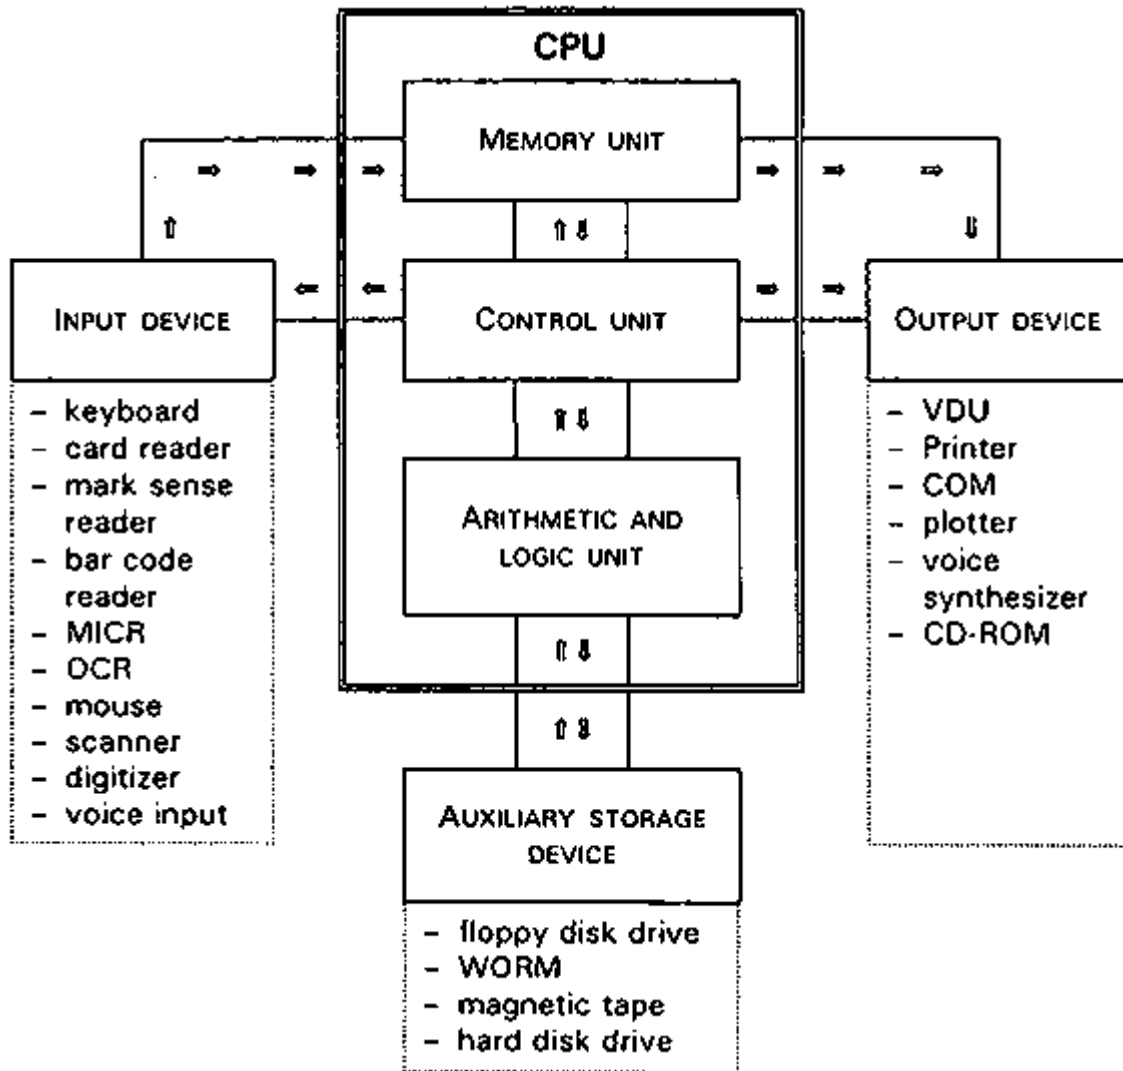 CPU
MEMORY UNIT
INPUT DEVICE
CONTROL UNIT
OUTPUT DEVICE
– keyboard
– card reader
– mark sense
reader
– bar code
reader
– MICR
– OCR
– mouse
– scanner
– digitizer
– voice input
ARITHMETIC AND
LOGIC UNIT
– VDU
– Printer
– COM
– plotter
– voice
synthesizer
– CD-ROM
AUXILIARY STORAGE
DEVICE
– floppy disk drive
– WORM
– magnetic tape
– hard disk drive